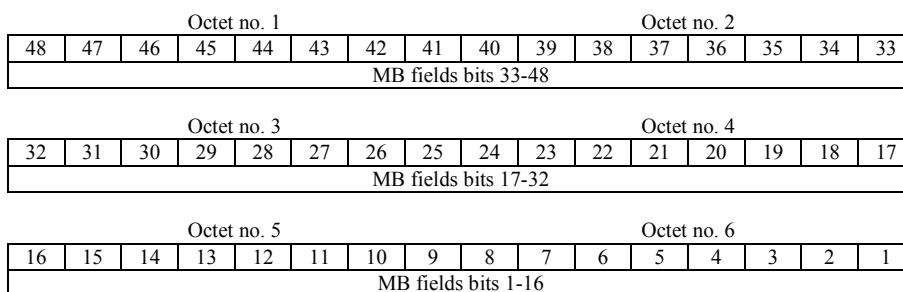 Octet no. 1 Octet no. 2
48 47 46 45 44 43 42 41 40 39 38 37 36 35 34 33
MB fields bits 33-48
Octet no. 3 Octet no. 4
32 31 30 29 28 27 26 25 24 23 22 21 20 19 18 17
MB fields bits 17-32
Octet no. 5 Octet no. 6
16 15 14 13 12 11 10 9 8 7 6 5 4 3 2 1
MB fields bits 1-16